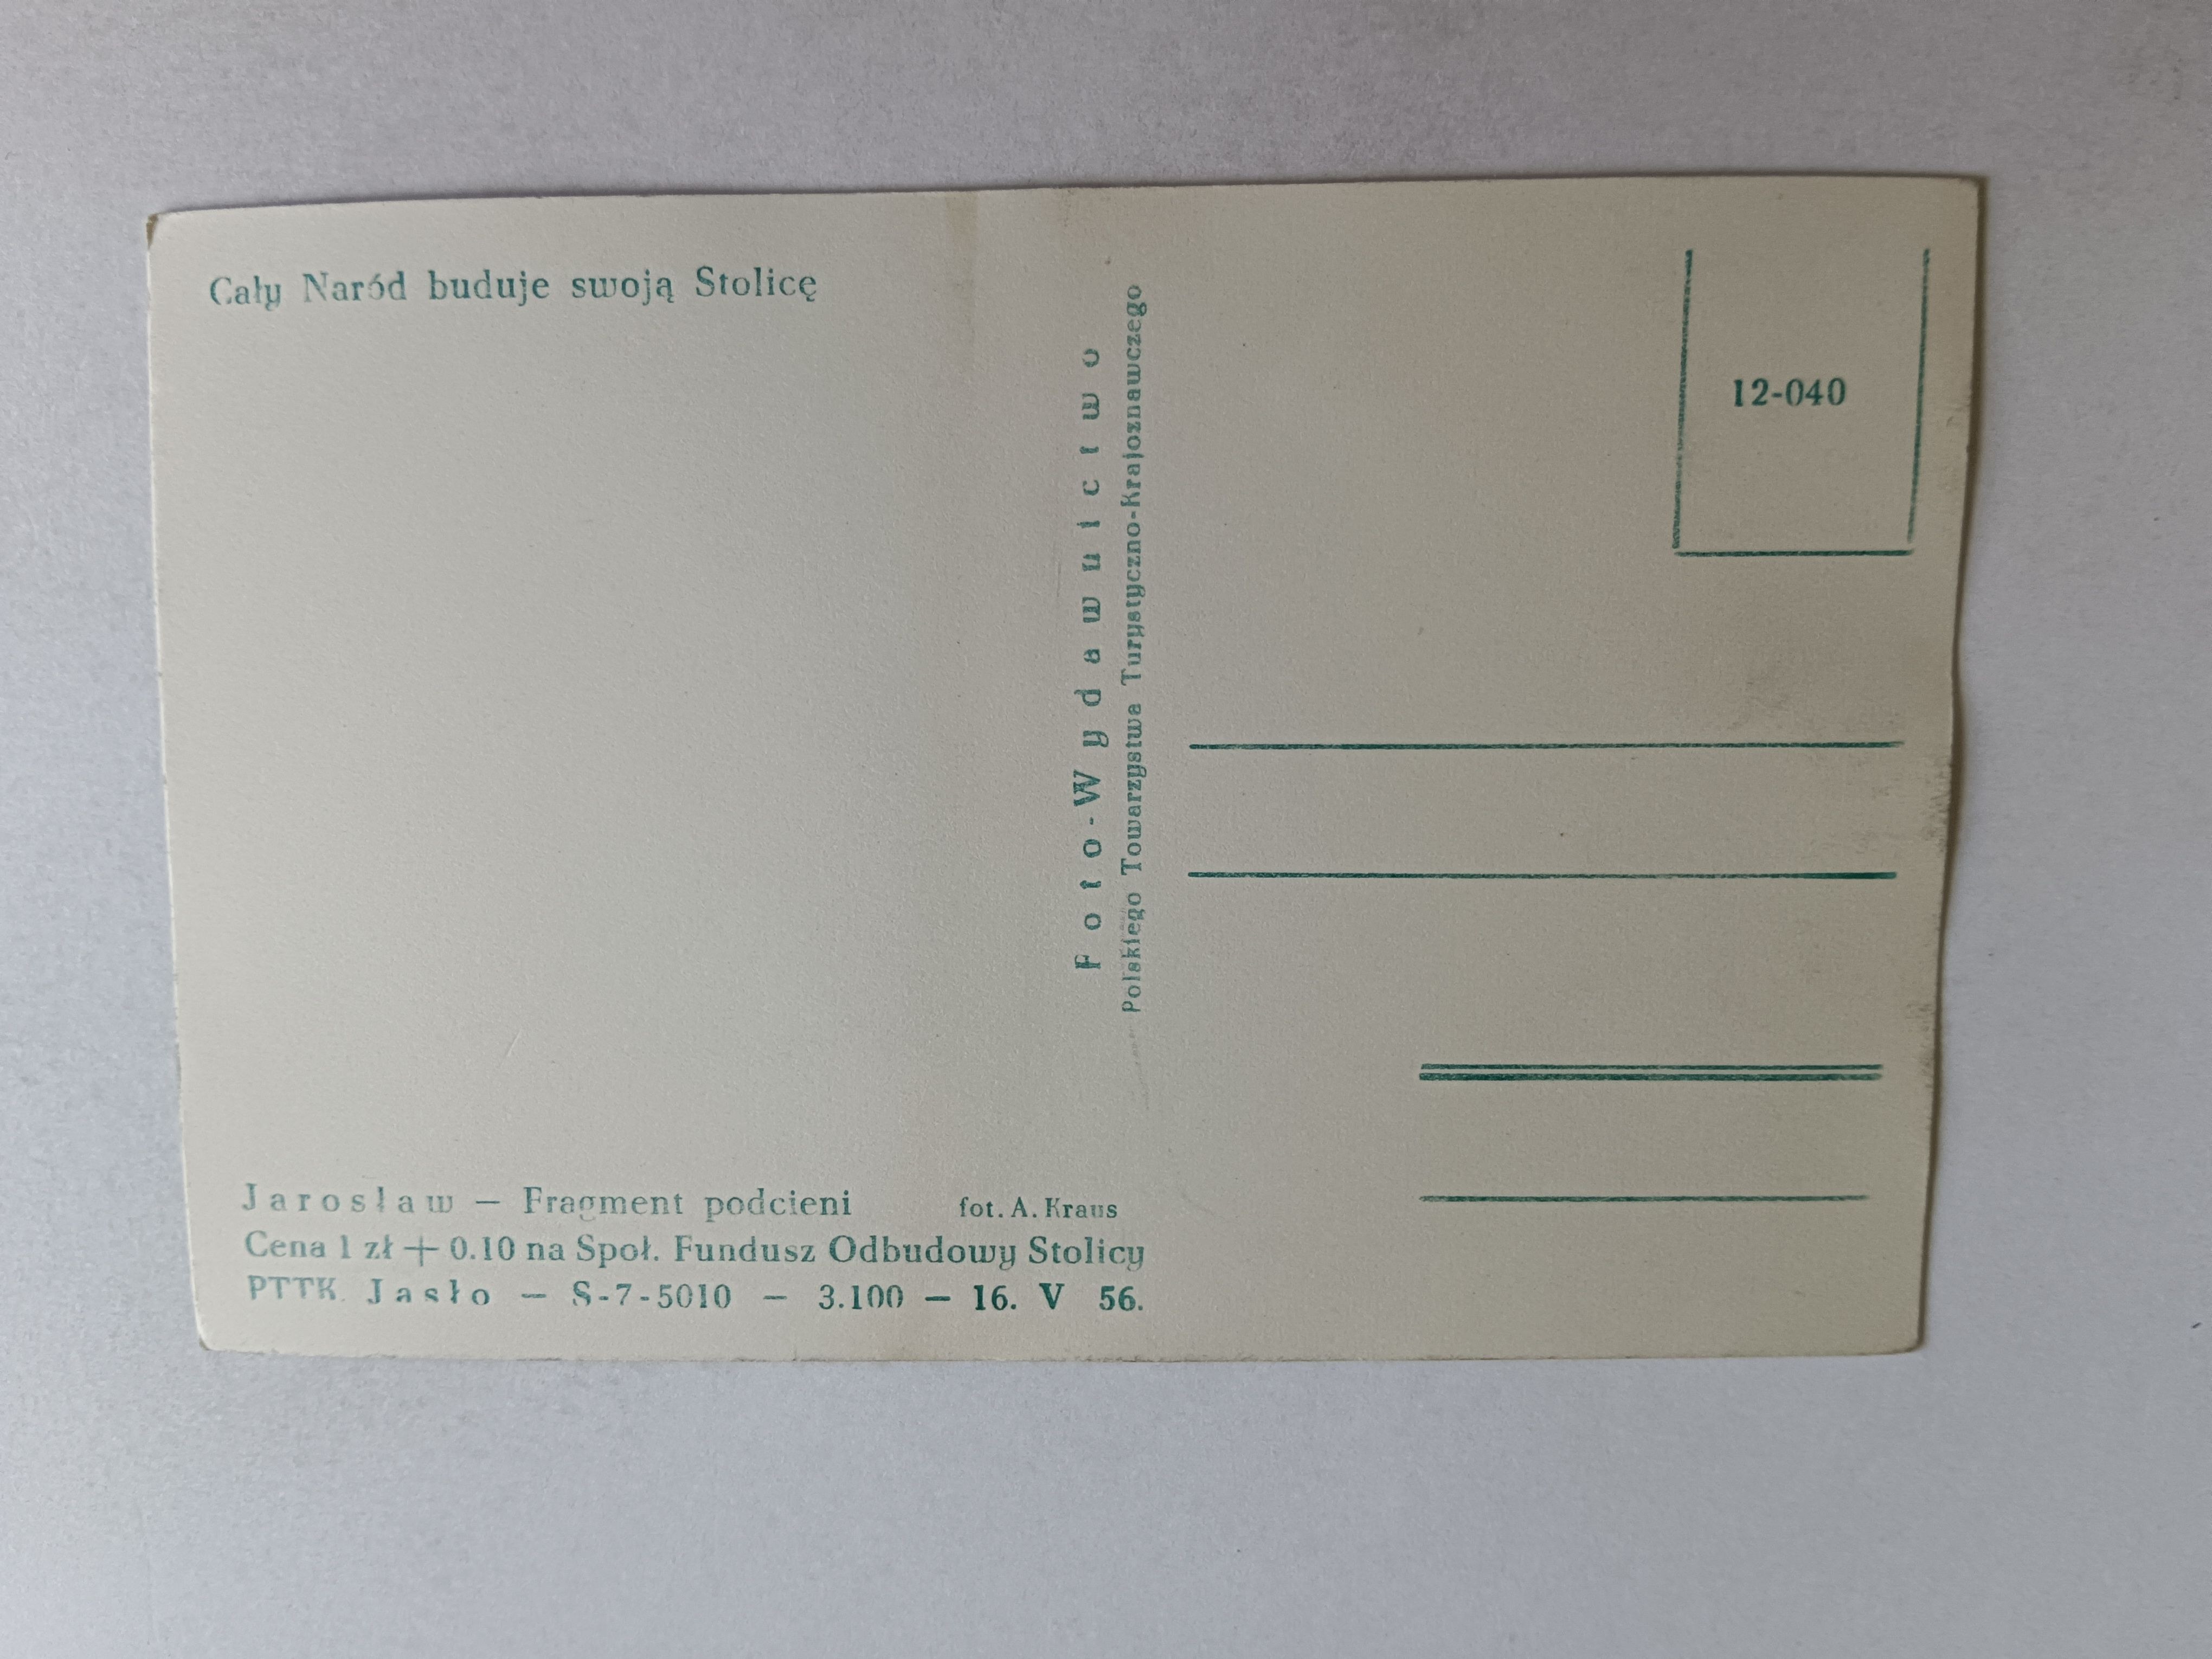 Cały Naród buduje swoją Stolicę
Foto-Wydawnictwo
Polskiego Towarzystwa Turystyczno-Krajoznawczego
12-040
Jarosław — Fragment podcieni fot. A. Kraus
Cena 1 zł + 0.10 na Społ. Fundusz Odbudowy Stolicy
PTTK. Jasło — S-7-5010 — 3.100 — 16. V 56.